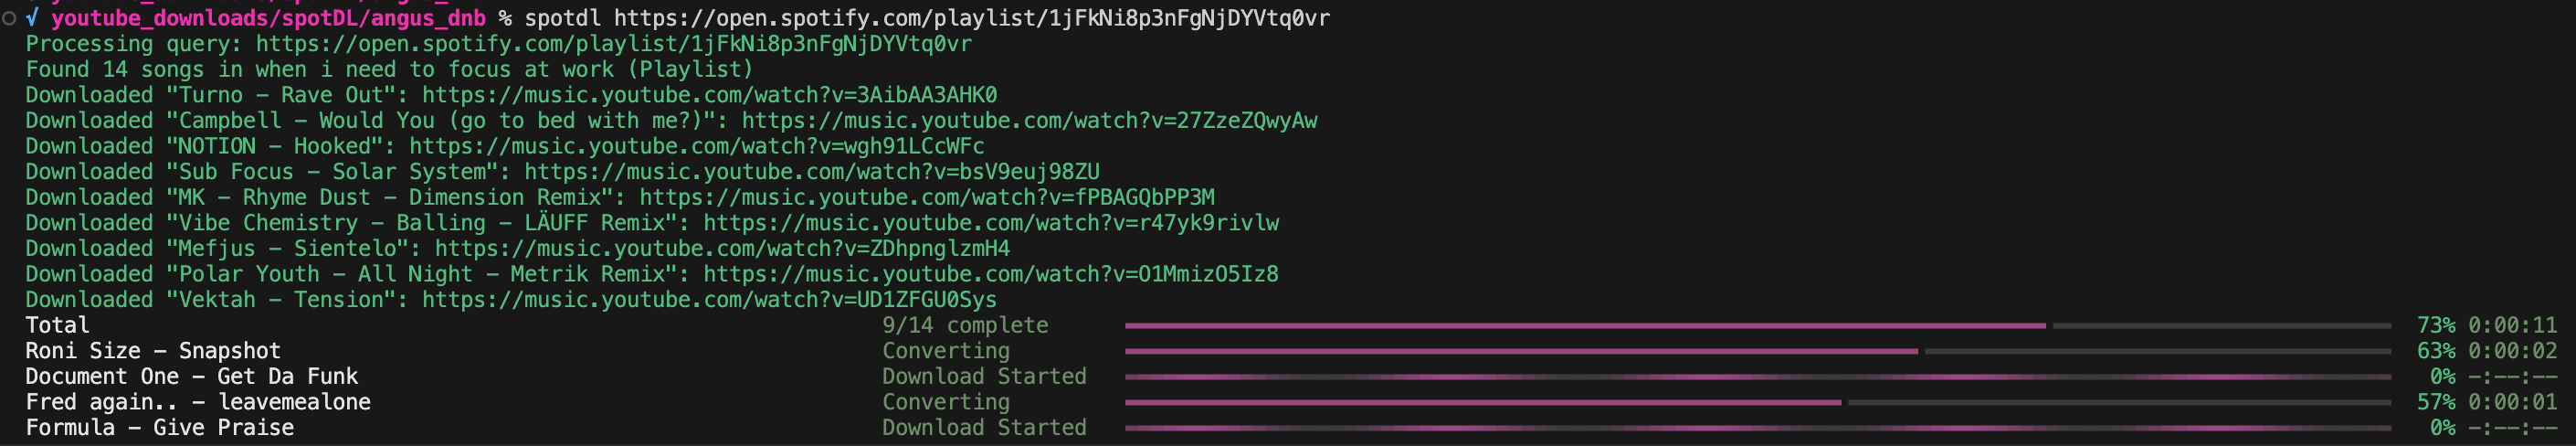 √ youtube_downloads/spotDL/angus_dnb % spotdl https://open.spotify.com/playlist/1jFkNi8p3nFgNjDYVtq0vr
Processing query: https://open.spotify.com/playlist/1jFkNi8p3nFgNjDYVtq0vr
Found 14 songs in when i need to focus at work (Playlist)
Downloaded "Turno - Rave Out": https://music.youtube.com/watch?v=3AibAA3AHK0
Downloaded "Campbell - Would You (go to bed with me?)": https://music.youtube.com/watch?v=27ZzeZQwyAw
Downloaded "NOTION - Hooked": https://music.youtube.com/watch?v=wgh91LCcWFc
Downloaded "Sub Focus - Solar System": https://music.youtube.com/watch?v=bsV9euj98ZU
Downloaded "MK - Rhyme Dust - Dimension Remix": https://music.youtube.com/watch?v=fPBAGQbPP3M
Downloaded "Vibe Chemistry - Balling - LÄUFF Remix": https://music.youtube.com/watch?v=r47yk9rivlw
Downloaded "Mefjus - Sientelo": https://music.youtube.com/watch?v=ZDhpnglzmH4
Downloaded "Polar Youth - All Night - Metrik Remix": https://music.youtube.com/watch?v=O1MmizO5Iz8
Downloaded "Vektah - Tension": https://music.youtube.com/watch?v=UD1ZFGU0Sys
Total 9/14 complete 73% 0:00:11
Roni Size - Snapshot Converting 63% 0:00:02
Document One - Get Da Funk Download Started 0% -:--:--
Fred again.. - leavemealone Converting 57% 0:00:01
Formula - Give Praise Download Started 0% -:--:--